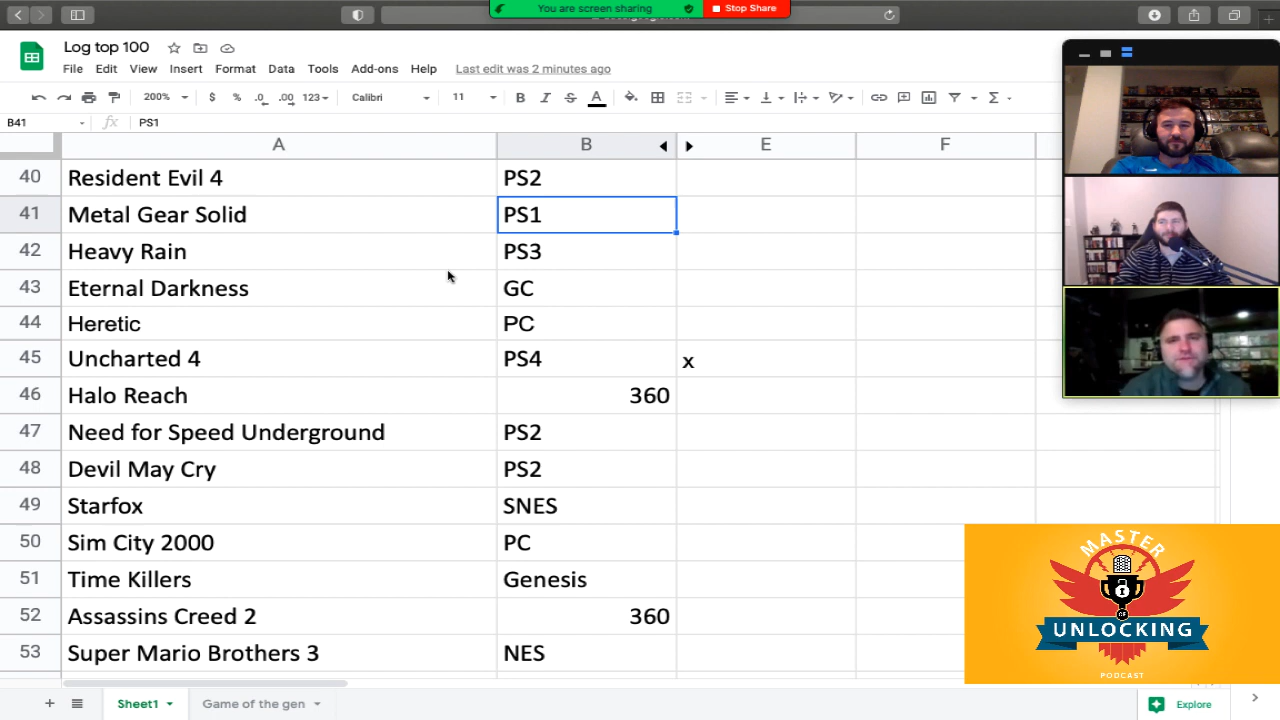 You are screen sharing
Stop Share
Log top 100
File Edit View Insert Format Data Tools Add-ons Help Last edit was 2 minutes ago
200% $ % .0 .00 123 Calibri 11 B I S A
B41 fx PS1
A B E F
40 Resident Evil 4 PS2
41 Metal Gear Solid PS1
42 Heavy Rain PS3
43 Eternal Darkness GC
44 Heretic PC
45 Uncharted 4 PS4 x
46 Halo Reach 360
47 Need for Speed Underground PS2
48 Devil May Cry PS2
49 Starfox SNES
50 Sim City 2000 PC
51 Time Killers Genesis
52 Assassins Creed 2 360
53 Super Mario Brothers 3 NES
MASTER
OF
UNLOCKING
PODCAST
Sheet1 Game of the gen Explore